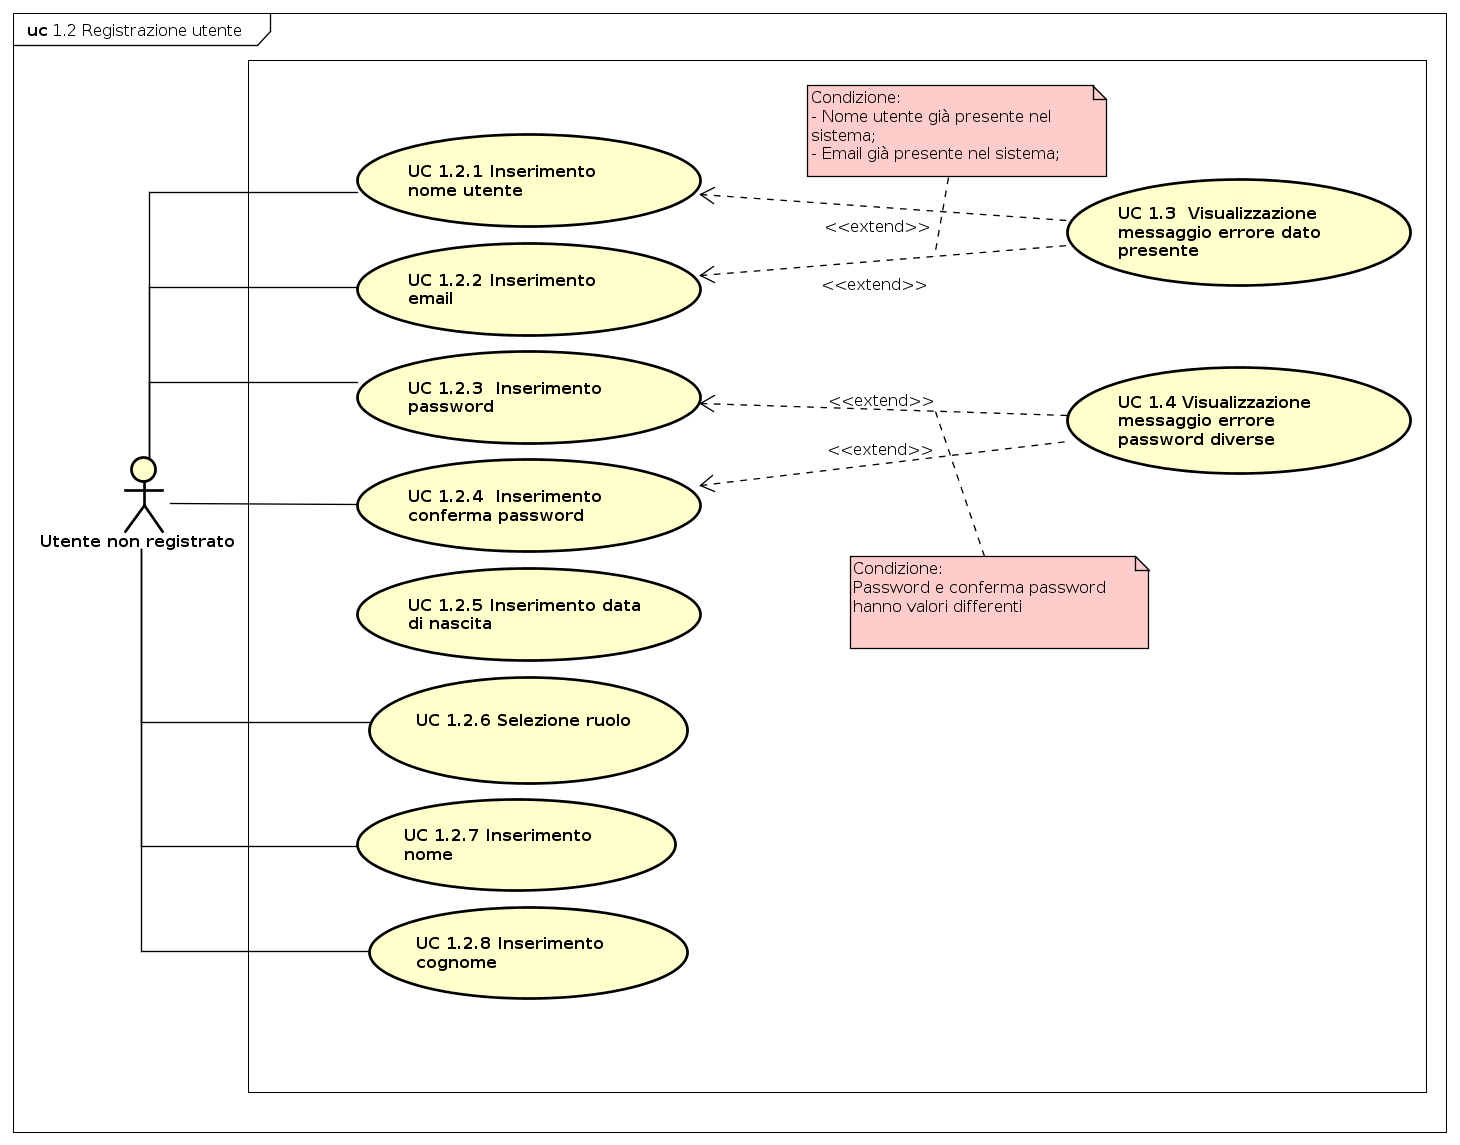 uc 1.2 Registrazione utente
Condizione:
- Nome utente già presente nel
sistema;
- Email già presente nel sistema;
UC 1.2.1 Inserimento
nome utente
<<extend>>
UC 1.3  Visualizzazione
messaggio errore dato
presente
UC 1.2.2 Inserimento
email
<<extend>>
UC 1.2.3  Inserimento
password
<<extend>>
UC 1.4 Visualizzazione
messaggio errore
password diverse
<<extend>>
UC 1.2.4  Inserimento
conferma password
Utente non registrato
Condizione:
Password e conferma password
hanno valori differenti
UC 1.2.5 Inserimento data
di nascita
UC 1.2.6 Selezione ruolo
UC 1.2.7 Inserimento
nome
UC 1.2.8 Inserimento
cognome